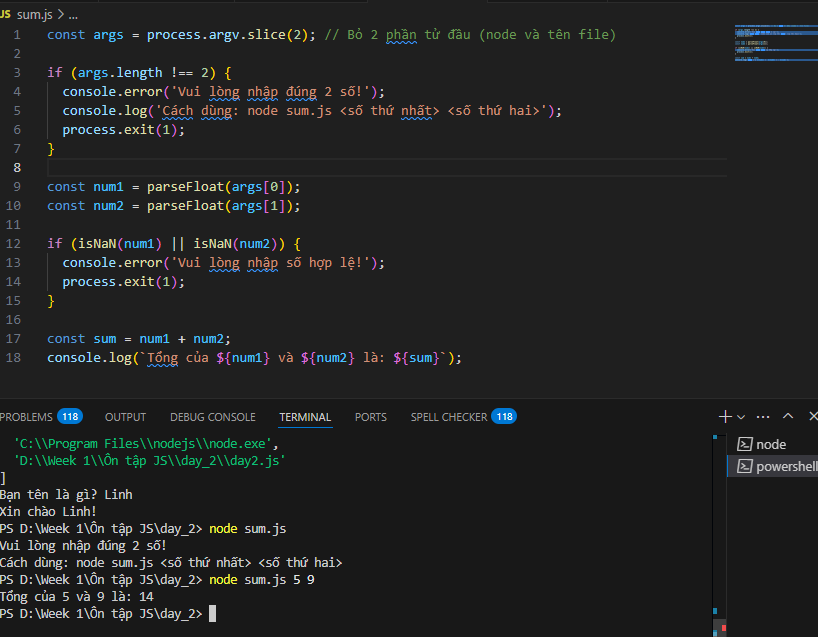 JS sum.js > ...
1 const args = process.argv.slice(2); // Bỏ 2 phần tử đầu (node và tên file)
2
3 if (args.length !== 2) {
4 console.error('Vui lòng nhập đúng 2 số!');
5 console.log('Cách dùng: node sum.js <số thứ nhất> <số thứ hai>');
6 process.exit(1);
7 }
8
9 const num1 = parseFloat(args[0]);
10 const num2 = parseFloat(args[1]);
11
12 if (isNaN(num1) || isNaN(num2)) {
13 console.error('Vui lòng nhập số hợp lệ!');
14 process.exit(1);
15 }
16
17 const sum = num1 + num2;
18 console.log(`Tổng của ${num1} và ${num2} là: ${sum}`);
PROBLEMS 118 OUTPUT DEBUG CONSOLE TERMINAL PORTS SPELL CHECKER 118
'C:\\Program Files\\nodejs\\node.exe',
'D:\\Week 1\\Ôn tập JS\\day_2\\day2.js'
]
Bạn tên là gì? Linh
Xin chào Linh!
PS D:\Week 1\Ôn tập JS\day_2> node sum.js
Vui lòng nhập đúng 2 số!
Cách dùng: node sum.js <số thứ nhất> <số thứ hai>
PS D:\Week 1\Ôn tập JS\day_2> node sum.js 5 9
Tổng của 5 và 9 là: 14
PS D:\Week 1\Ôn tập JS\day_2>
node
powershell